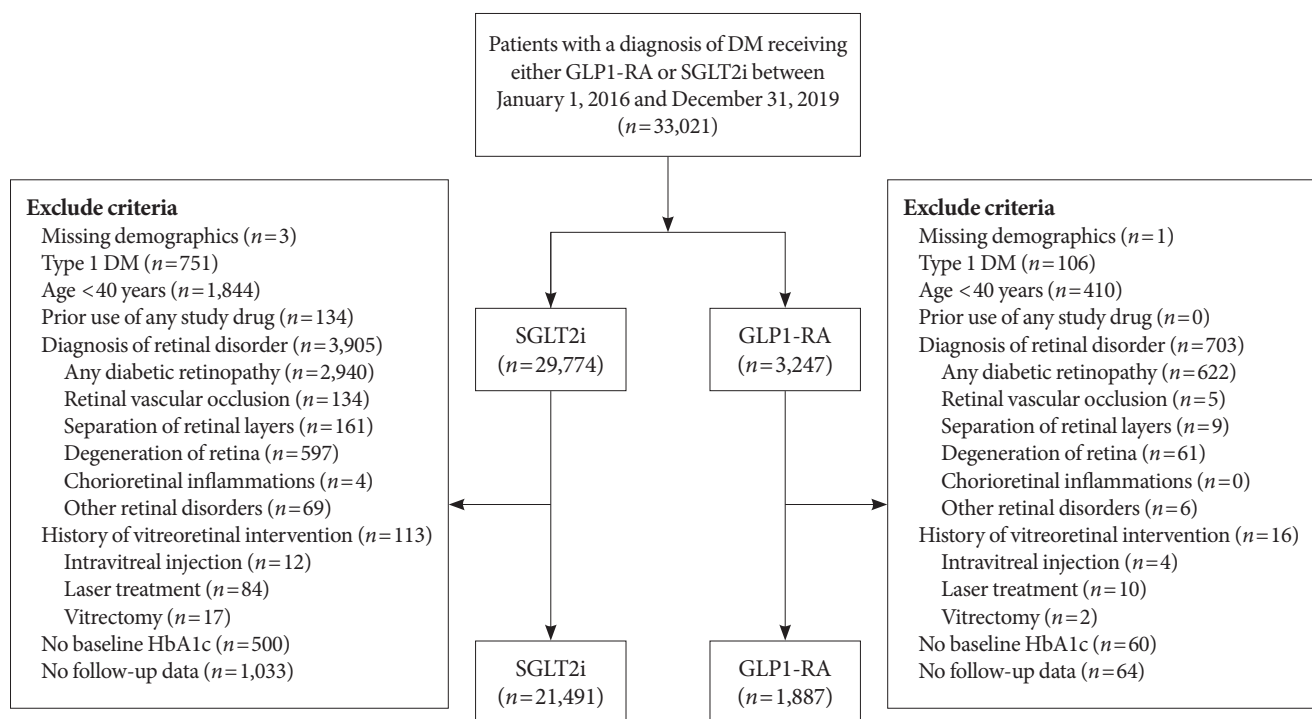 Patients with a diagnosis of DM receiving
either GLP1-RA or SGLT2i between
January 1, 2016 and December 31, 2019
(n=33,021)
Exclude criteria
Missing demographics (n=3)
Type 1 DM (n=751)
Age <40 years (n=1,844)
Prior use of any study drug (n=134)
Diagnosis of retinal disorder (n=3,905)
Any diabetic retinopathy (n=2,940)
Retinal vascular occlusion (n=134)
Separation of retinal layers (n=161)
Degeneration of retina (n=597)
Chorioretinal inflammations (n=4)
Other retinal disorders (n=69)
History of vitreoretinal intervention (n=113)
Intravitreal injection (n=12)
Laser treatment (n=84)
Vitrectomy (n=17)
No baseline HbA1c (n=500)
No follow-up data (n=1,033)
SGLT2i
(n=29,774)
GLP1-RA
(n=3,247)
Exclude criteria
Missing demographics (n=1)
Type 1 DM (n=106)
Age <40 years (n=410)
Prior use of any study drug (n=0)
Diagnosis of retinal disorder (n=703)
Any diabetic retinopathy (n=622)
Retinal vascular occlusion (n=5)
Separation of retinal layers (n=9)
Degeneration of retina (n=61)
Chorioretinal inflammations (n=0)
Other retinal disorders (n=6)
History of vitreoretinal intervention (n=16)
Intravitreal injection (n=4)
Laser treatment (n=10)
Vitrectomy (n=2)
No baseline HbA1c (n=60)
No follow-up data (n=64)
SGLT2i
(n=21,491)
GLP1-RA
(n=1,887)